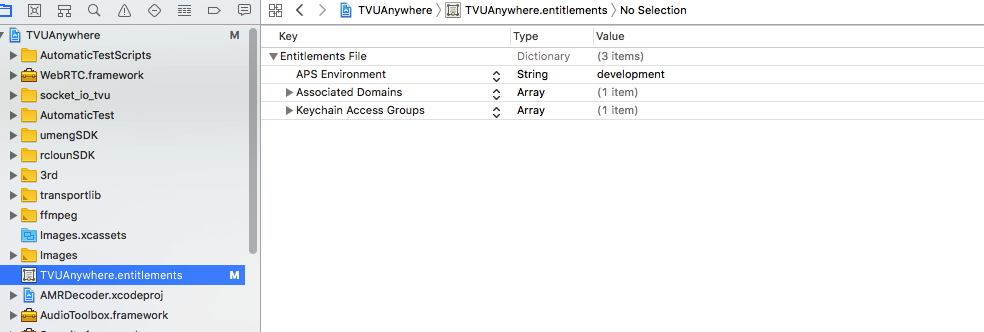 TVUAnywhere > TVUAnywhere.entitlements > No Selection
TVUAnywhere M
AutomaticTestScripts
WebRTC.framework
socket_io_tvu
AutomaticTest
umengSDK
rclounSDK
3rd
transportlib
ffmpeg
Images.xcassets
Images
TVUAnywhere.entitlements M
AMRDecoder.xcodeproj
AudioToolbox.framework
Key Type Value
Entitlements File Dictionary (3 items)
APS Environment String development
Associated Domains Array (1 item)
Keychain Access Groups Array (1 item)